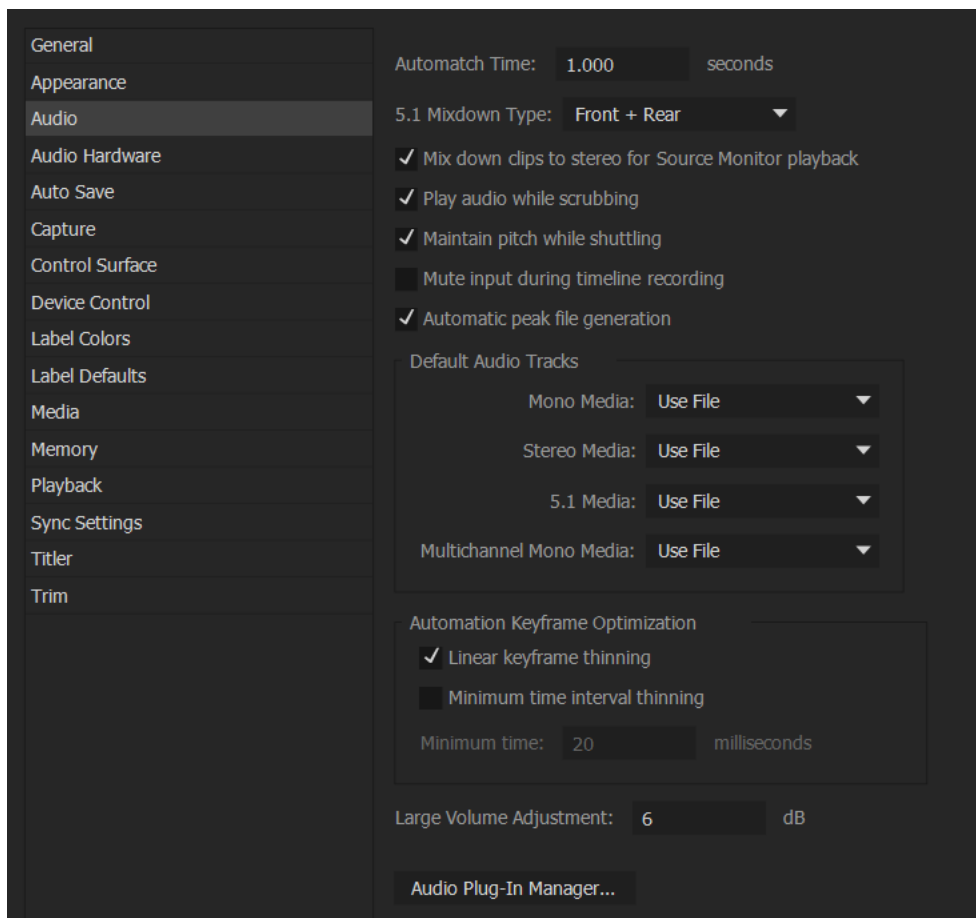 General
Appearance
Audio
Audio Hardware
Auto Save
Capture
Control Surface
Device Control
Label Colors
Label Defaults
Media
Memory
Playback
Sync Settings
Titler
Trim
Automatch Time: 1.000 seconds
5.1 Mixdown Type: Front + Rear
Mix down clips to stereo for Source Monitor playback
Play audio while scrubbing
Maintain pitch while shuttling
Mute input during timeline recording
Automatic peak file generation
Default Audio Tracks
Mono Media: Use File
Stereo Media: Use File
5.1 Media: Use File
Multichannel Mono Media: Use File
Automation Keyframe Optimization
Linear keyframe thinning
Minimum time interval thinning
Minimum time: 20 milliseconds
Large Volume Adjustment: 6 dB
Audio Plug-In Manager...